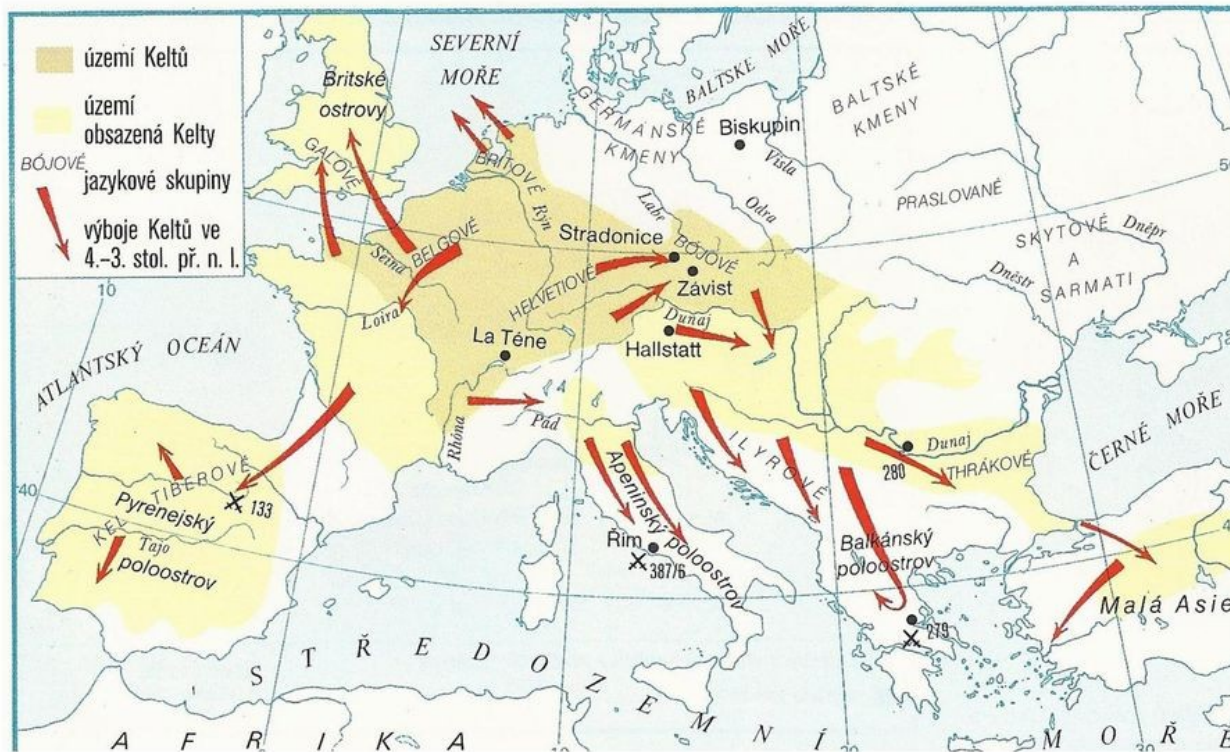 území Keltů
území
obsazená Kelty
BÓJOVÉ
jazykové skupiny
výboje Keltů ve
4.–3. stol. př. n. l.
SEVERNÍ
MOŘE
BALTSKÉ MOŘE
Britské
ostrovy
GALOVÉ
BRITOVÉ
GERMÁNSKÉ
KMENY
BALTSKÉ
KMENY
Biskupin
Visla
Labe
Odra
Rýn
PRASLOVANÉ
50
SKYTOVÉ
A
SARMATI
Dněpr
Dněstr
Stradonice
BÓJOVÉ
Závist
BELGOVÉ
Seina
HELVETIOVÉ
Loira
La Téne
Dunaj
Hallstatt
10
ATLANTSKÝ OCEÁN
Rhóna
Pád
ILYROVÉ
280
Dunaj
THRÁKOVÉ
ČERNÉ MOŘE
40
KELTIBEROVÉ
133
Pyrenejský
poloostrov
Tajo
Apeninský poloostrov
Řím
387/6
Balkánský
poloostrov
279
Malá Asie
STŘEDOZEMNÍ MOŘE
AFRIKA